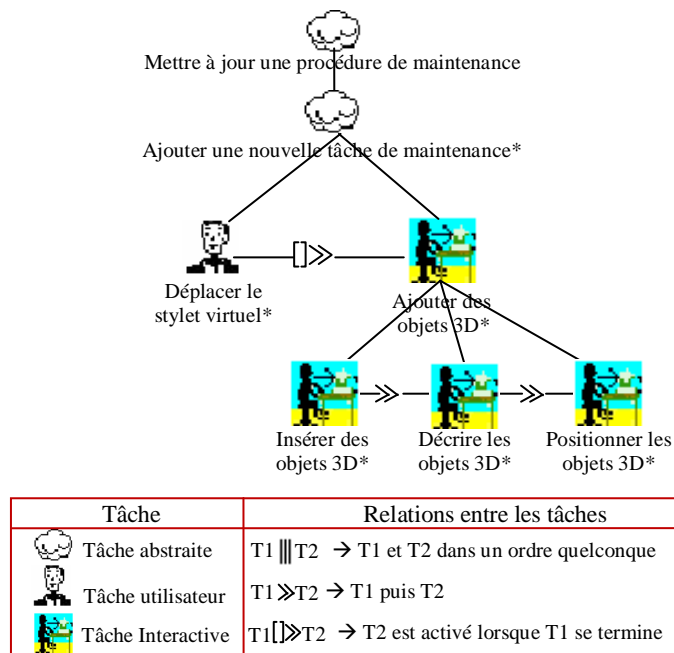 Mettre à jour une procédure de maintenance
Ajouter une nouvelle tâche de maintenance*
[]≫
Déplacer le
stylet virtuel*
Ajouter des
objets 3D*
≫ ≫
Insérer des
objets 3D*
Décrire les
objets 3D*
Positionner les
objets 3D*
Tâche
Relations entre les tâches
Tâche abstraite
T1|||T2 → T1 et T2 dans un ordre quelconque
Tâche utilisateur
T1≫T2 → T1 puis T2
Tâche Interactive
T1[]≫T2 → T2 est activé lorsque T1 se termine